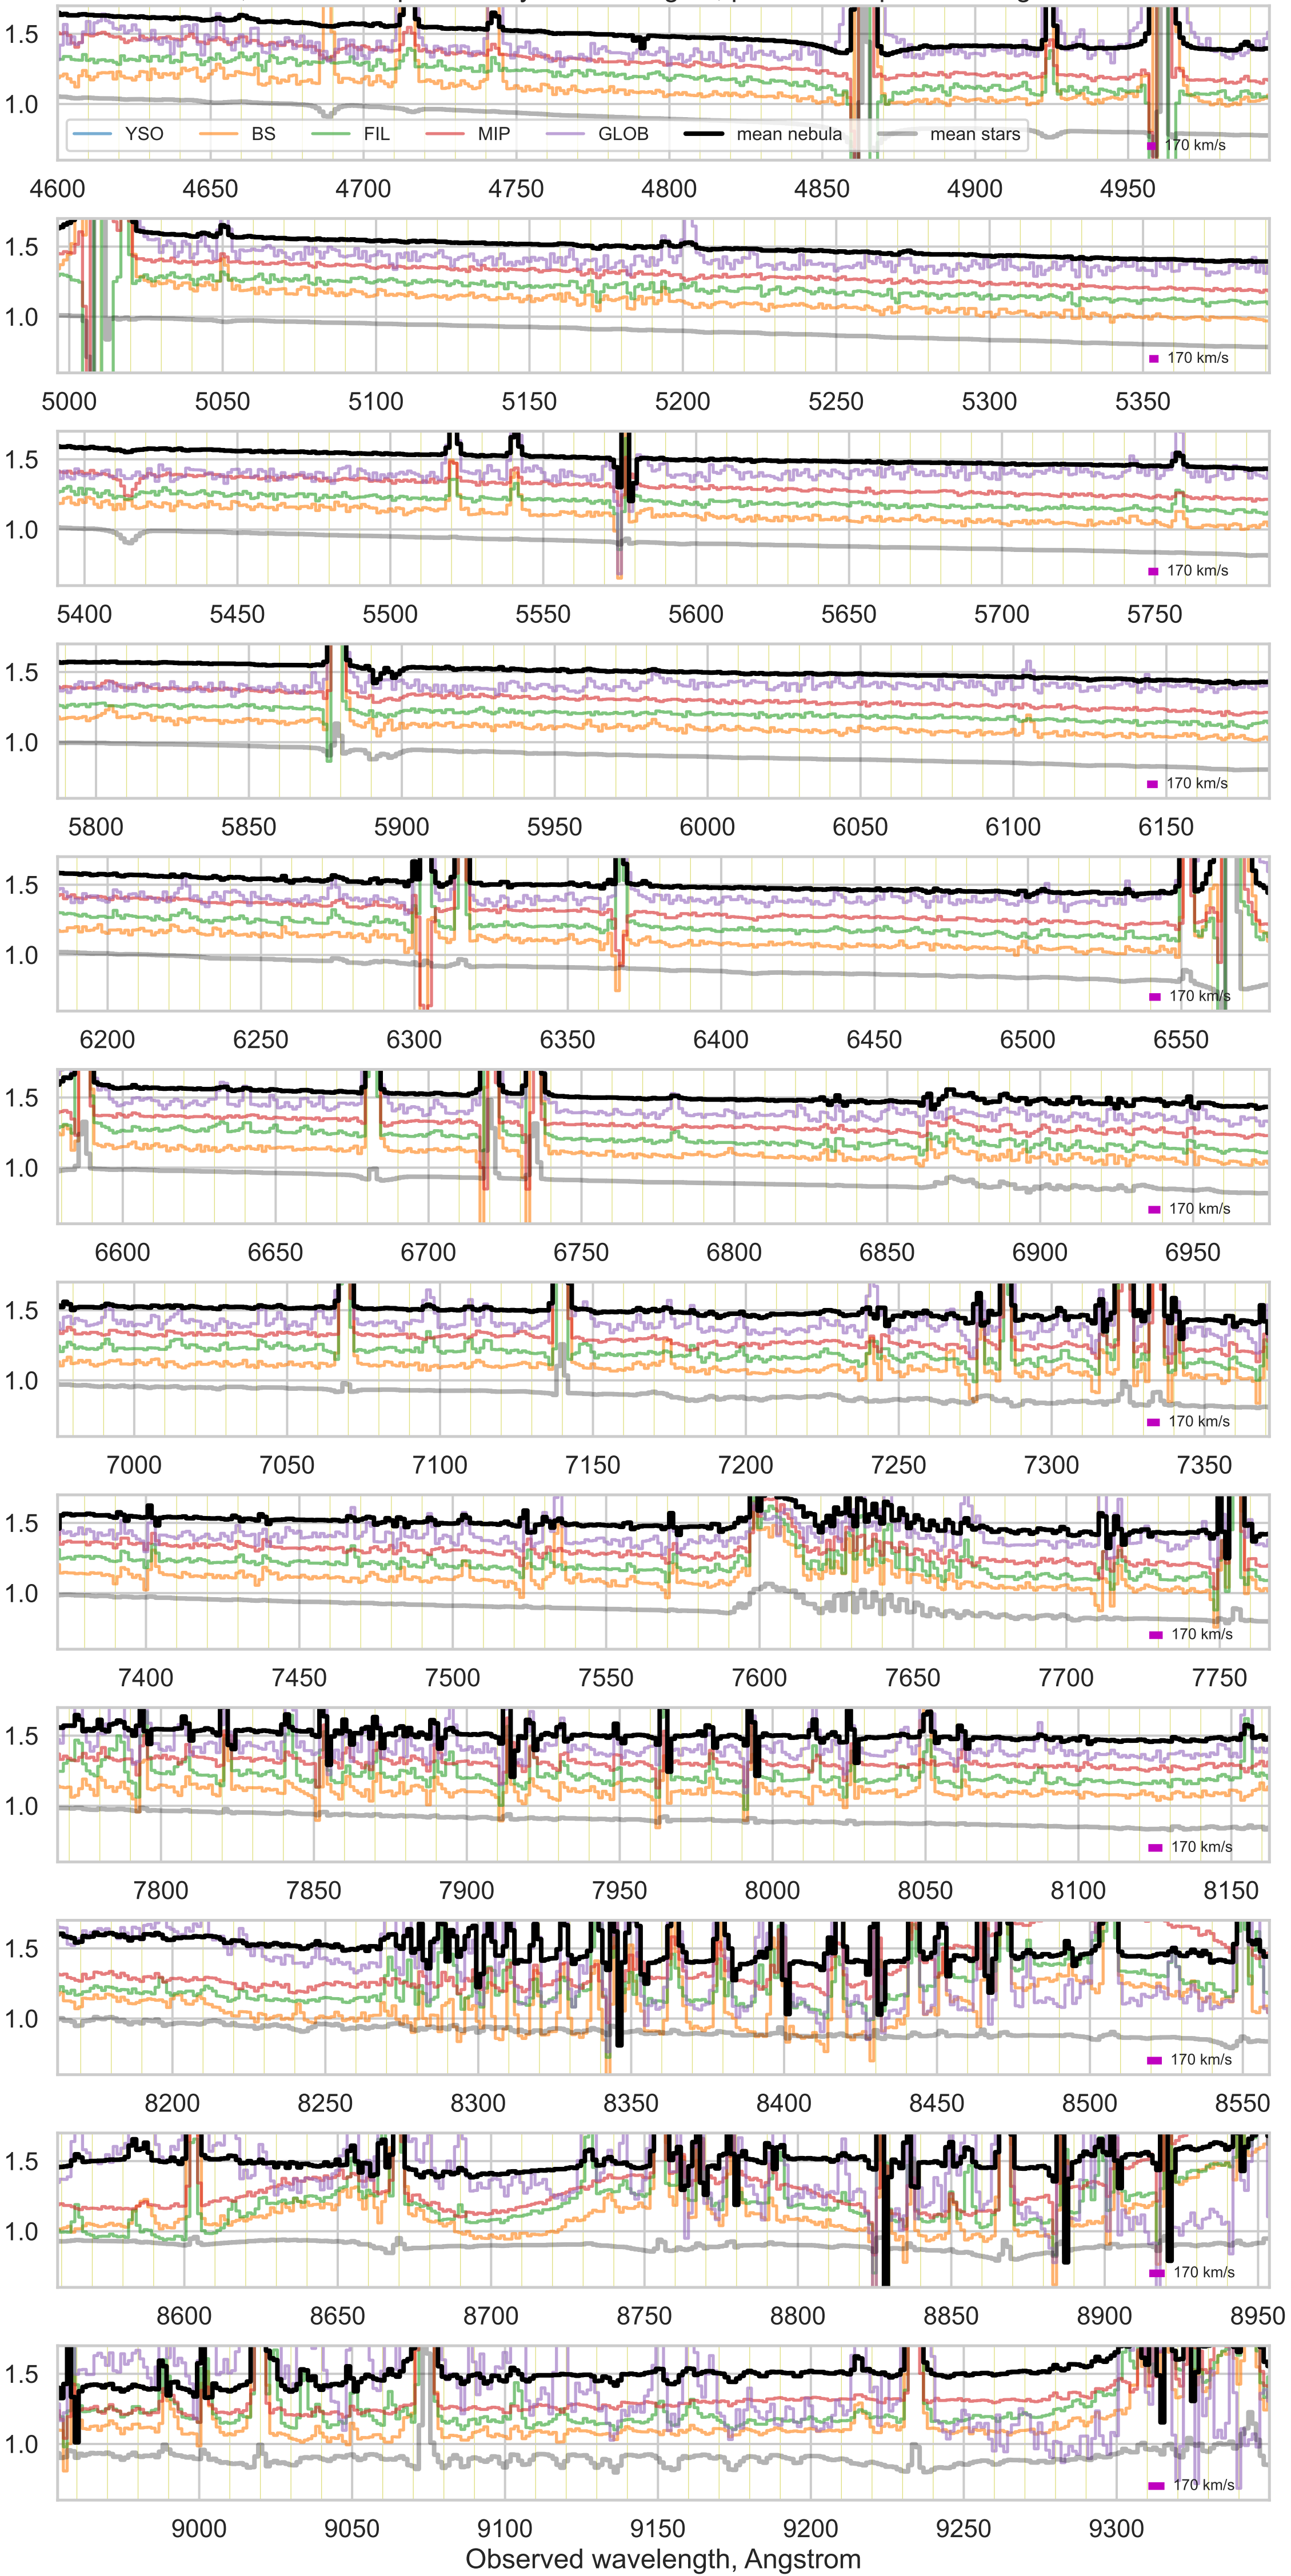 1.5
1.0
YSO BS FIL MIP GLOB mean nebula mean stars
170 km/s
4600 4650 4700 4750 4800 4850 4900 4950
1.5
1.0
170 km/s
5000 5050 5100 5150 5200 5250 5300 5350
1.5
1.0
170 km/s
5400 5450 5500 5550 5600 5650 5700 5750
1.5
1.0
170 km/s
5800 5850 5900 5950 6000 6050 6100 6150
1.5
1.0
170 km/s
6200 6250 6300 6350 6400 6450 6500 6550
1.5
1.0
170 km/s
6600 6650 6700 6750 6800 6850 6900 6950
1.5
1.0
170 km/s
7000 7050 7100 7150 7200 7250 7300 7350
1.5
1.0
170 km/s
7400 7450 7500 7550 7600 7650 7700 7750
1.5
1.0
170 km/s
7800 7850 7900 7950 8000 8050 8100 8150
1.5
1.0
170 km/s
8200 8250 8300 8350 8400 8450 8500 8550
1.5
1.0
170 km/s
8600 8650 8700 8750 8800 8850 8900 8950
1.5
1.0
170 km/s
9000 9050 9100 9150 9200 9250 9300
Observed wavelength, Angstrom